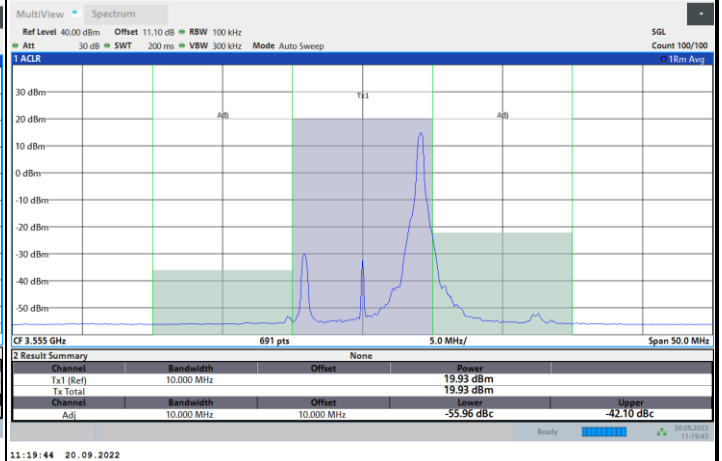 MultiView Spectrum
Ref Level 40.00 dBm Offset 11.10 dB RBW 100 kHz SGL
Att 30 dB SWT 200 ms VBW 300 kHz Mode Auto Sweep Count 100/100
1 ACLR 1Rm Avg
30 dBm
Tx1
20 dBm
Adj Adj
10 dBm
0 dBm
-10 dBm
-20 dBm
-30 dBm
-40 dBm
-50 dBm
CF 3.555 GHz 691 pts 5.0 MHz/ Span 50.0 MHz
2 Result Summary None
Channel Bandwidth Offset Power
Tx1 (Ref) 10.000 MHz 19.93 dBm
Tx Total 19.93 dBm
Channel Bandwidth Offset Lower Upper
Adj 10.000 MHz 10.000 MHz -55.96 dBc -42.10 dBc
Ready 20.09.2022
11:19:43
11:19:44 20.09.2022